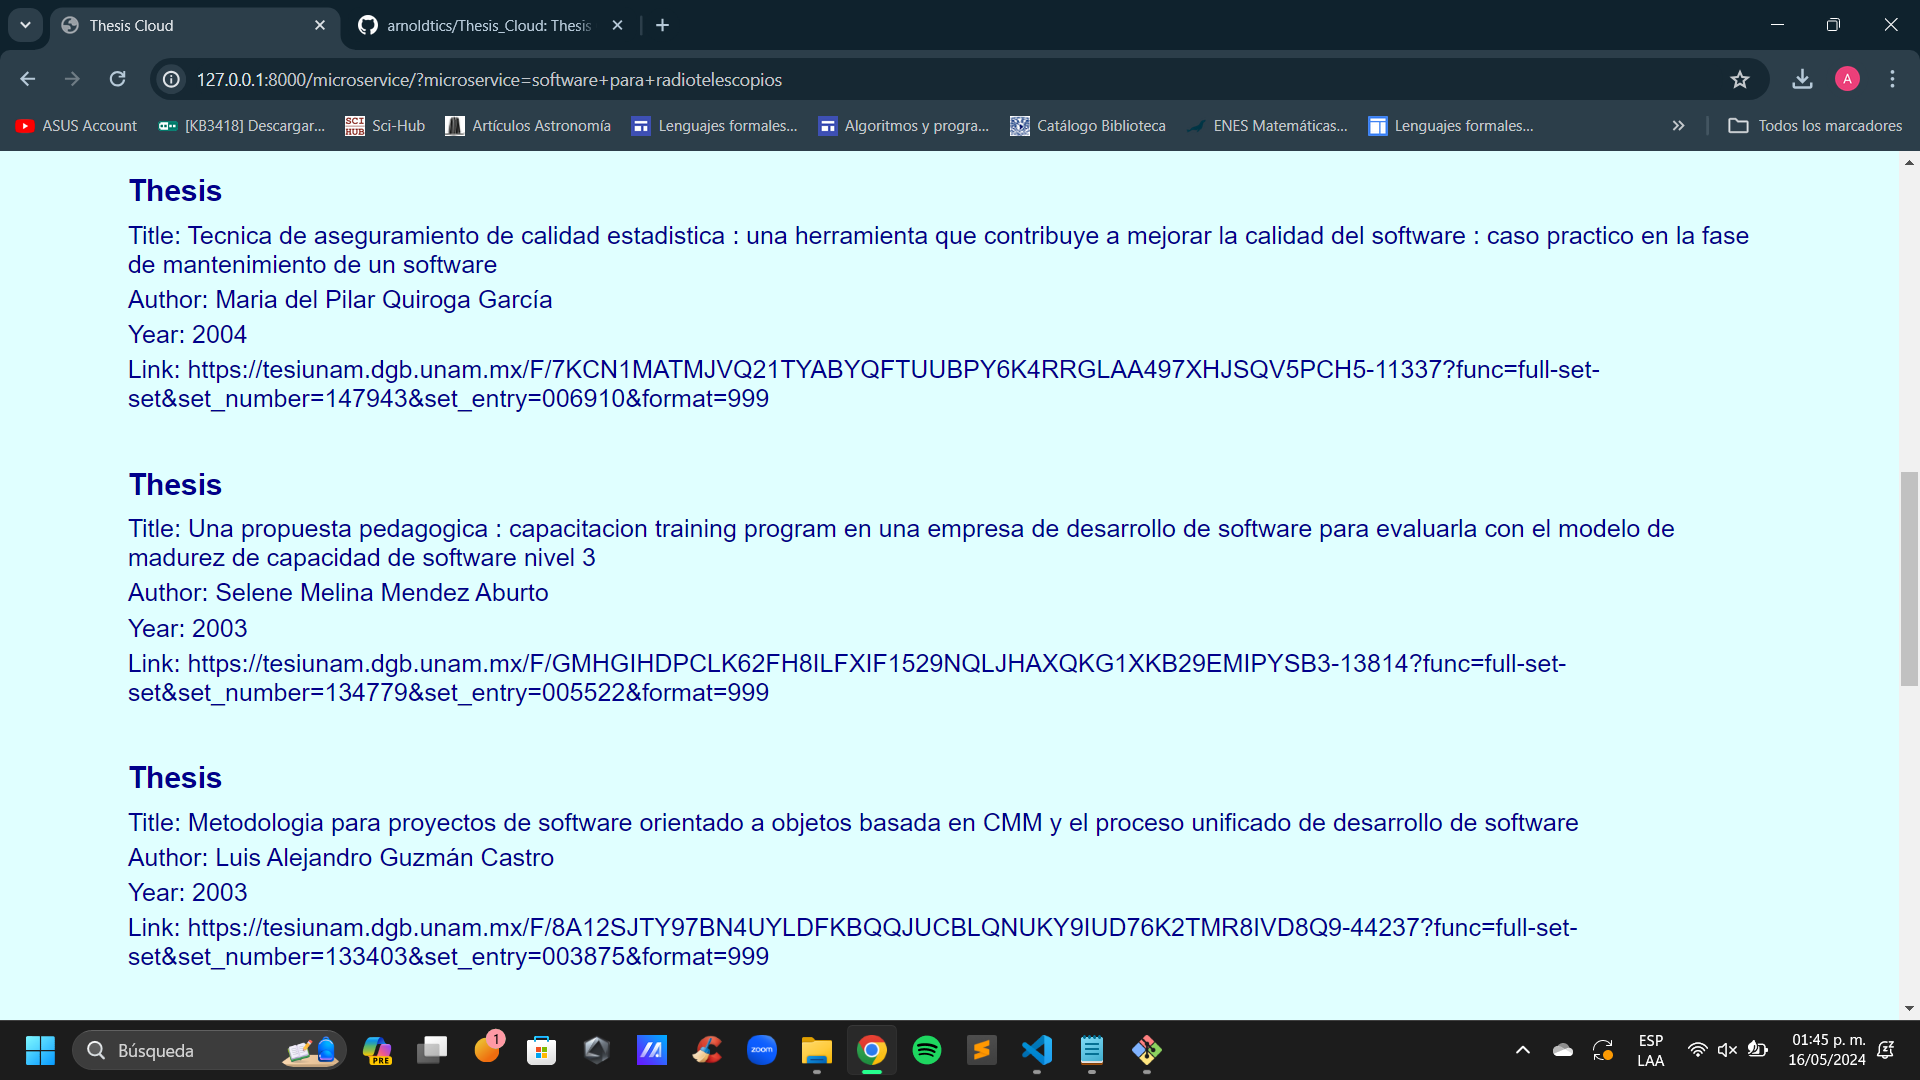 Thesis Cloud
arnoldtics/Thesis_Cloud: Thesis
127.0.0.1:8000/microservice/?microservice=software+para+radiotelescopios
A
ASUS Account
[KB3418] Descargar...
SCI HUB
Sci-Hub
Artículos Astronomía
Lenguajes formales...
Algoritmos y progra...
Catálogo Biblioteca
ENES Matemáticas...
Lenguajes formales...
Todos los marcadores
Thesis
Title: Tecnica de aseguramiento de calidad estadistica : una herramienta que contribuye a mejorar la calidad del software : caso practico en la fase
de mantenimiento de un software
Author: Maria del Pilar Quiroga García
Year: 2004
Link: https://tesiunam.dgb.unam.mx/F/7KCN1MATMJVQ21TYABYQFTUUBPY6K4RRGLAA497XHJSQV5PCH5-11337?func=full-set-
set&set_number=147943&set_entry=006910&format=999
Thesis
Title: Una propuesta pedagogica : capacitacion training program en una empresa de desarrollo de software para evaluarla con el modelo de
madurez de capacidad de software nivel 3
Author: Selene Melina Mendez Aburto
Year: 2003
Link: https://tesiunam.dgb.unam.mx/F/GMHGIHDPCLK62FH8ILFXIF1529NQLJHAXQKG1XKB29EMIPYSB3-13814?func=full-set-
set&set_number=134779&set_entry=005522&format=999
Thesis
Title: Metodologia para proyectos de software orientado a objetos basada en CMM y el proceso unificado de desarrollo de software
Author: Luis Alejandro Guzmán Castro
Year: 2003
Link: https://tesiunam.dgb.unam.mx/F/8A12SJTY97BN4UYLDFKBQQJUCBLQNUKY9IUD76K2TMR8IVD8Q9-44237?func=full-set-
set&set_number=133403&set_entry=003875&format=999
Búsqueda
PRE
1
zoom
ESP
LAA
01:45 p. m.
16/05/2024